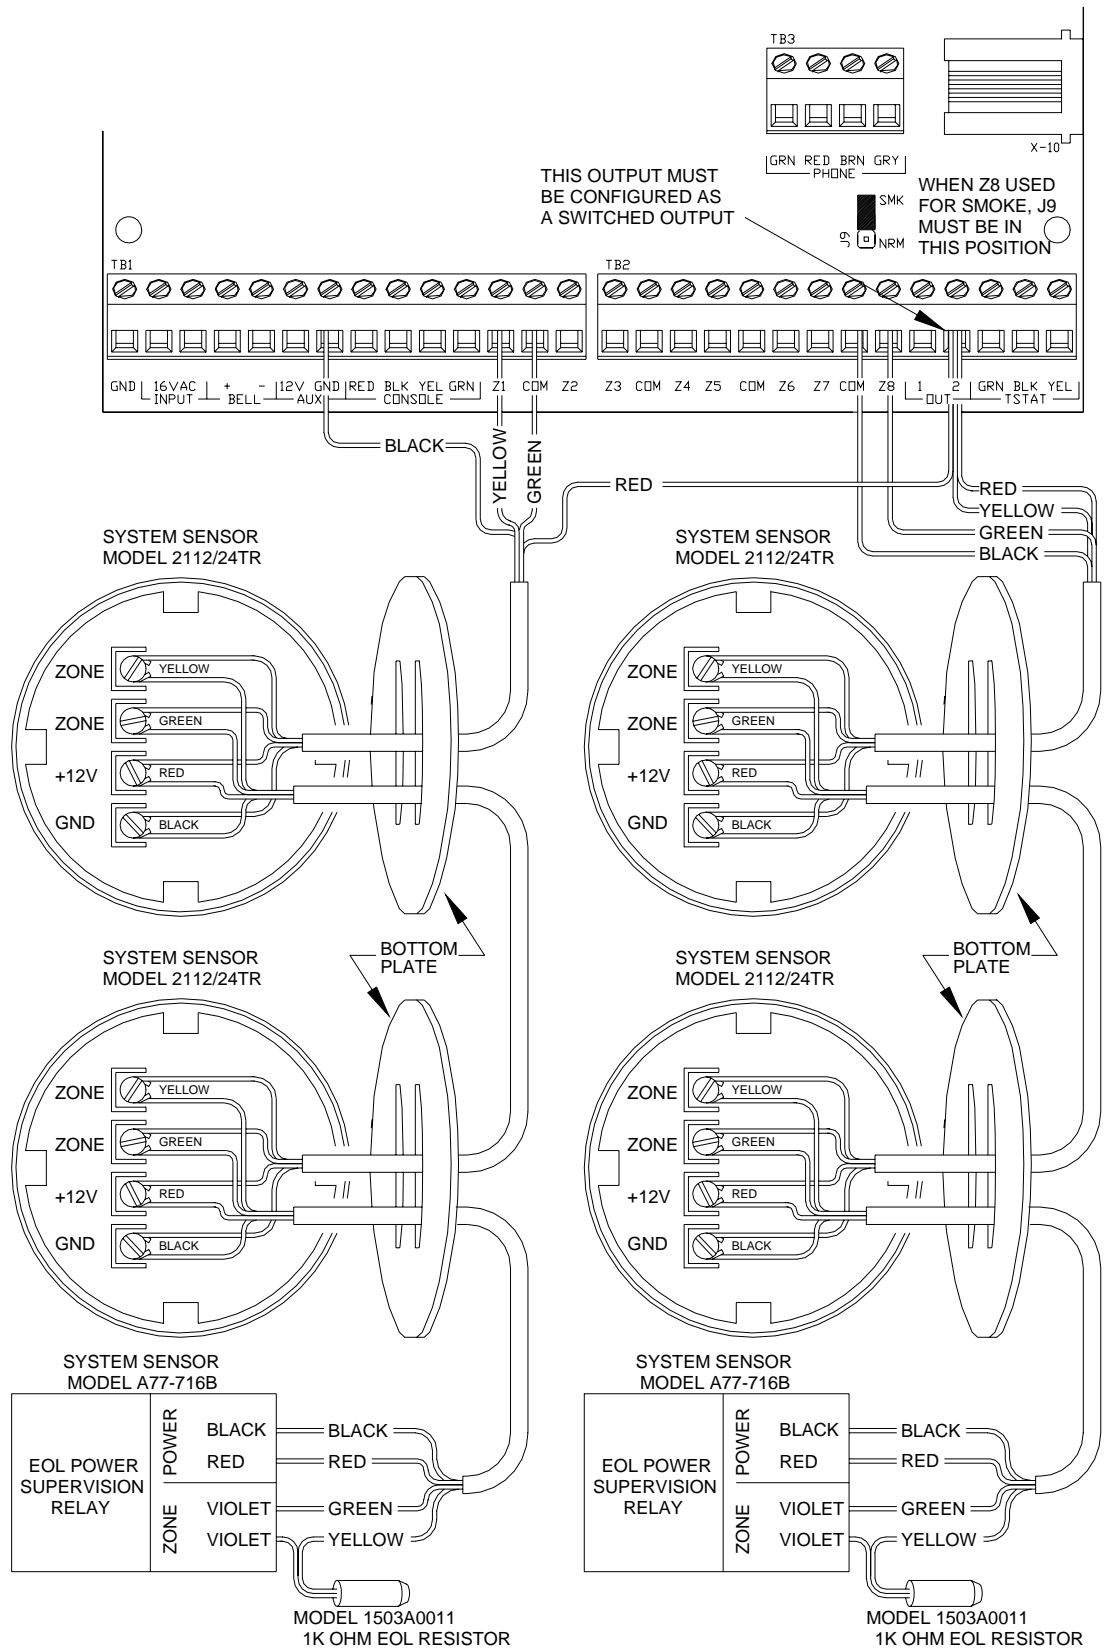 TB3
GRN RED BRN GRY
PHONE
X-10
THIS OUTPUT MUST
BE CONFIGURED AS
A SWITCHED OUTPUT
SMK
J9
NRM
WHEN Z8 USED
FOR SMOKE, J9
MUST BE IN
THIS POSITION
TB1
TB2
GND 16VAC + - 12V GND RED BLK YEL GRN Z1 COM Z2
INPUT BELL AUX CONSOLE
Z3 COM Z4 Z5 COM Z6 Z7 COM Z8 1 2 GRN BLK YEL
OUT TSTAT
BLACK
YELLOW
GREEN
RED
RED
YELLOW
GREEN
BLACK
SYSTEM SENSOR
MODEL 2112/24TR
ZONE YELLOW
ZONE GREEN
+12V RED
GND BLACK
SYSTEM SENSOR
MODEL 2112/24TR
ZONE YELLOW
ZONE GREEN
+12V RED
GND BLACK
BOTTOM
PLATE
BOTTOM
PLATE
SYSTEM SENSOR
MODEL 2112/24TR
ZONE YELLOW
ZONE GREEN
+12V RED
GND BLACK
SYSTEM SENSOR
MODEL 2112/24TR
ZONE YELLOW
ZONE GREEN
+12V RED
GND BLACK
SYSTEM SENSOR
MODEL A77-716B
EOL POWER
SUPERVISION
RELAY
POWER
BLACK BLACK
RED RED
ZONE
VIOLET GREEN
VIOLET YELLOW
MODEL 1503A0011
1K OHM EOL RESISTOR
SYSTEM SENSOR
MODEL A77-716B
EOL POWER
SUPERVISION
RELAY
POWER
BLACK BLACK
RED RED
ZONE
VIOLET GREEN
VIOLET YELLOW
MODEL 1503A0011
1K OHM EOL RESISTOR